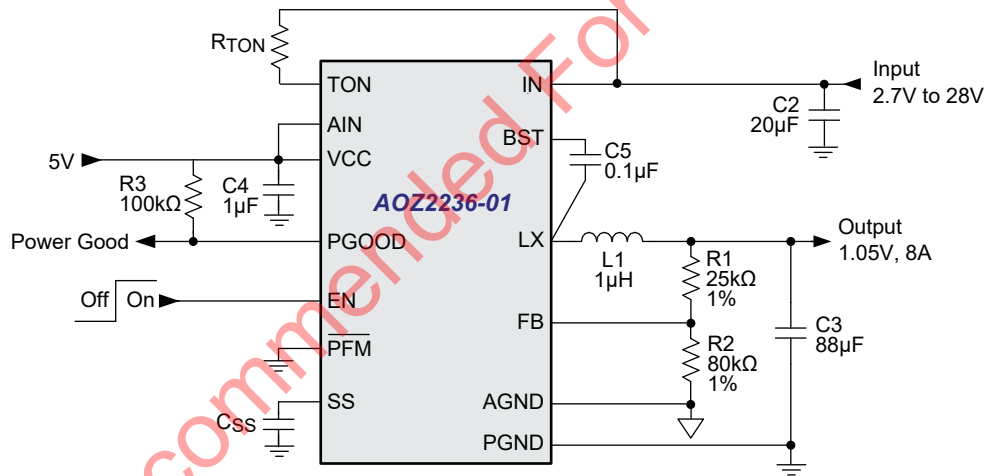 RTON
TON
IN
Input
2.7V to 28V
C2
20µF
AIN
BST
5V
VCC
C5
0.1µF
R3
100kΩ
C4
1µF
AOZ2236-01
Power Good
PGOOD
LX
L1
1µH
Output
1.05V, 8A
R1
25kΩ
1%
Off
On
EN
FB
C3
88µF
PFM
R2
80kΩ
1%
SS
AGND
CSS
PGND
commended For